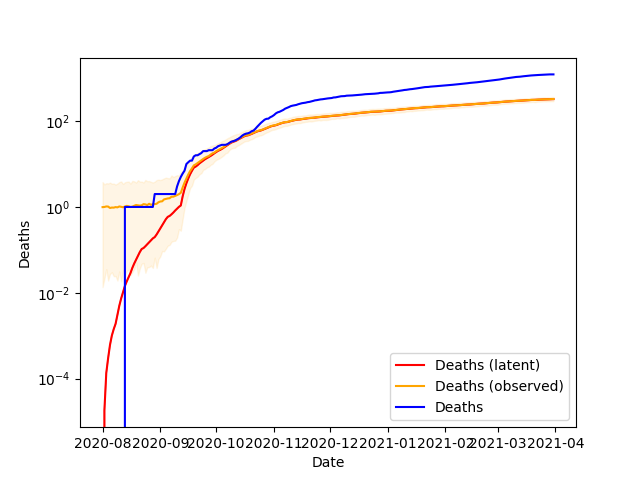 Deaths
10²
10⁰
10⁻²
10⁻⁴
Deaths (latent)
Deaths (observed)
Deaths
2020-08 2020-09 2020-10 2020-11 2020-12 2021-01 2021-02 2021-03 2021-04
Date